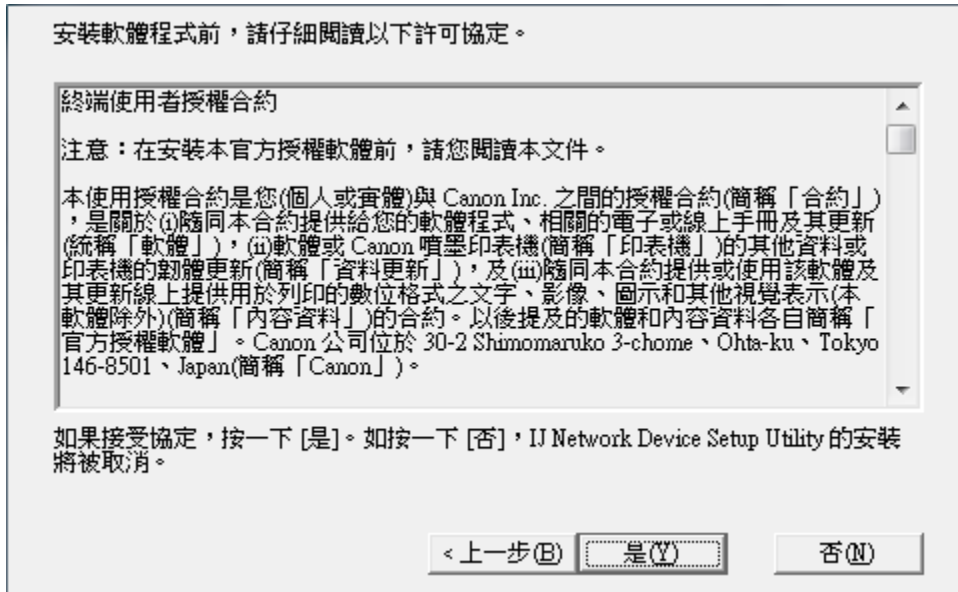 安裝軟體程式前，請仔細閱讀以下許可協定。
終端使用者授權合約
注意：在安裝本官方授權軟體前，請您閱讀本文件。
本使用授權合約是您(個人或實體)與 Canon Inc. 之間的授權合約(簡稱「合約」)
，是關於(i)隨同本合約提供給您的軟體程式、相關的電子或線上手冊及其更新
(統稱「軟體」)，(ii)軟體或 Canon 噴墨印表機(簡稱「印表機」)的其他資料或
印表機的韌體更新(簡稱「資料更新」)，及(iii)隨同本合約提供或使用該軟體及
其更新線上提供用於列印的數位格式之文字、影像、圖示和其他視覺表示(本
軟體除外)(簡稱「內容資料」)的合約。以後提及的軟體和內容資料各自簡稱「
官方授權軟體」。Canon 公司位於 30-2 Shimomaruko 3-chome、Ohta-ku、Tokyo
146-8501、Japan(簡稱「Canon」)。
如果接受協定，按一下 [是]。如按一下 [否]，IJ Network Device Setup Utility 的安裝
將被取消。
<上一步(B) 是(Y) 否(N)